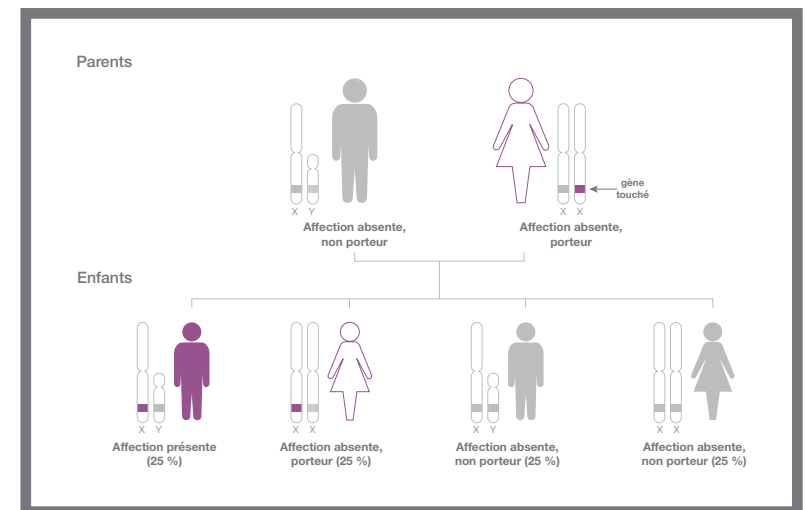 Parents
gène
touché
X Y
X X
Affection absente,
non porteur
Affection absente,
porteur
Enfants
X Y
X X
X Y
X X
Affection présente
(25 %)
Affection absente,
porteur (25 %)
Affection absente,
non porteur (25 %)
Affection absente,
non porteur (25 %)